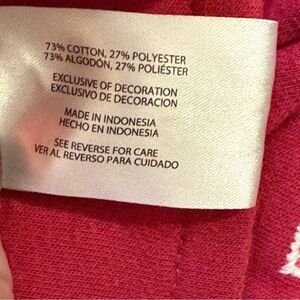 73% COTTON, 27% POLYESTER
73% ALGODÓN, 27% POLIÉSTER
EXCLUSIVE OF DECORATION
EXCLUSIVO DE DECORACION
MADE IN INDONESIA
HECHO EN INDONESIA
SEE REVERSE FOR CARE
VER AL REVERSO PARA CUIDADO